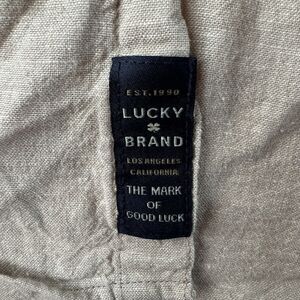 EST. 1990
LUCKY
BRAND
LOS ANGELES
CALIFORNIA
THE MARK
OF
GOOD LUCK